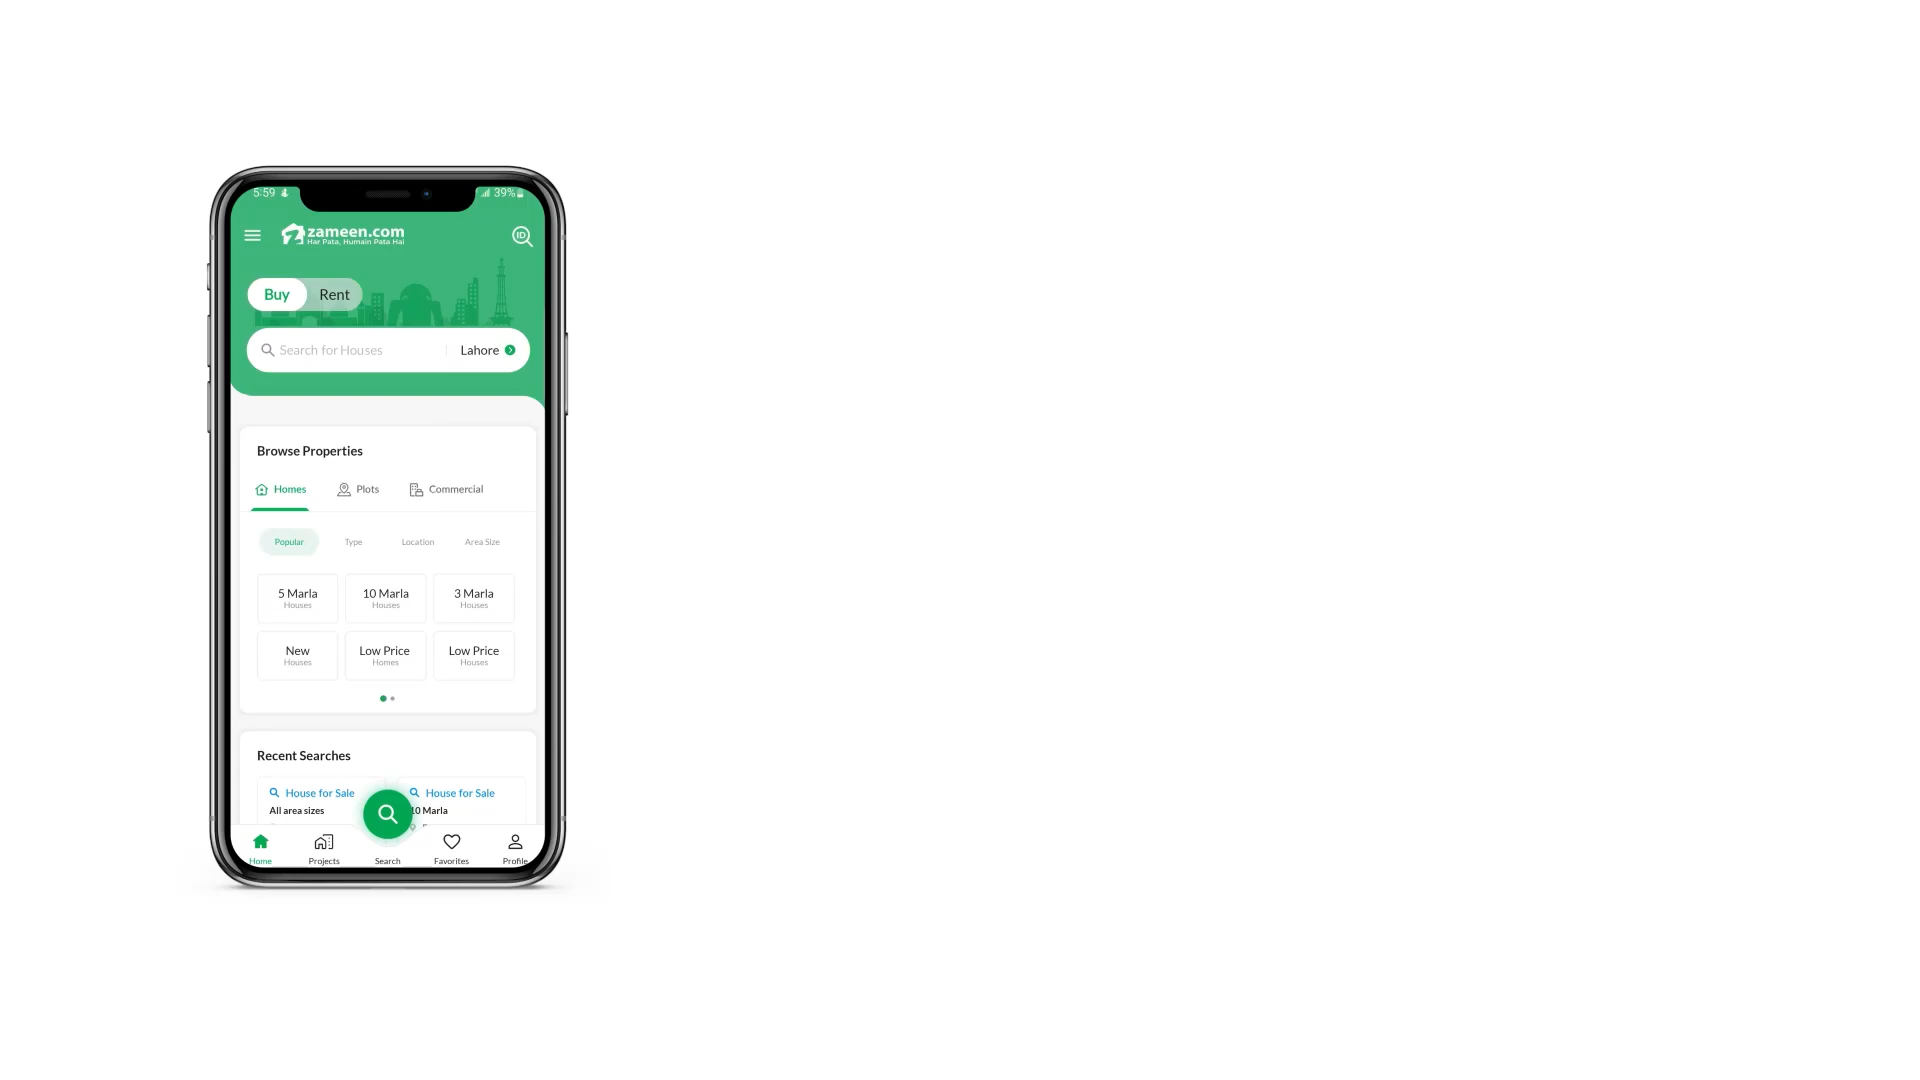 5:59
39%
zameen.com
Har Pata, Humain Pata Hai
ID
Buy Rent
Search for Houses Lahore
Browse Properties
Homes Plots Commercial
Popular Type Location Area Size
5 Marla 10 Marla 3 Marla
Houses Houses Houses
New Low Price Low Price
Houses Homes Houses
Recent Searches
House for Sale House for Sale
All area sizes 10 Marla
Home Projects Search Favorites Profile